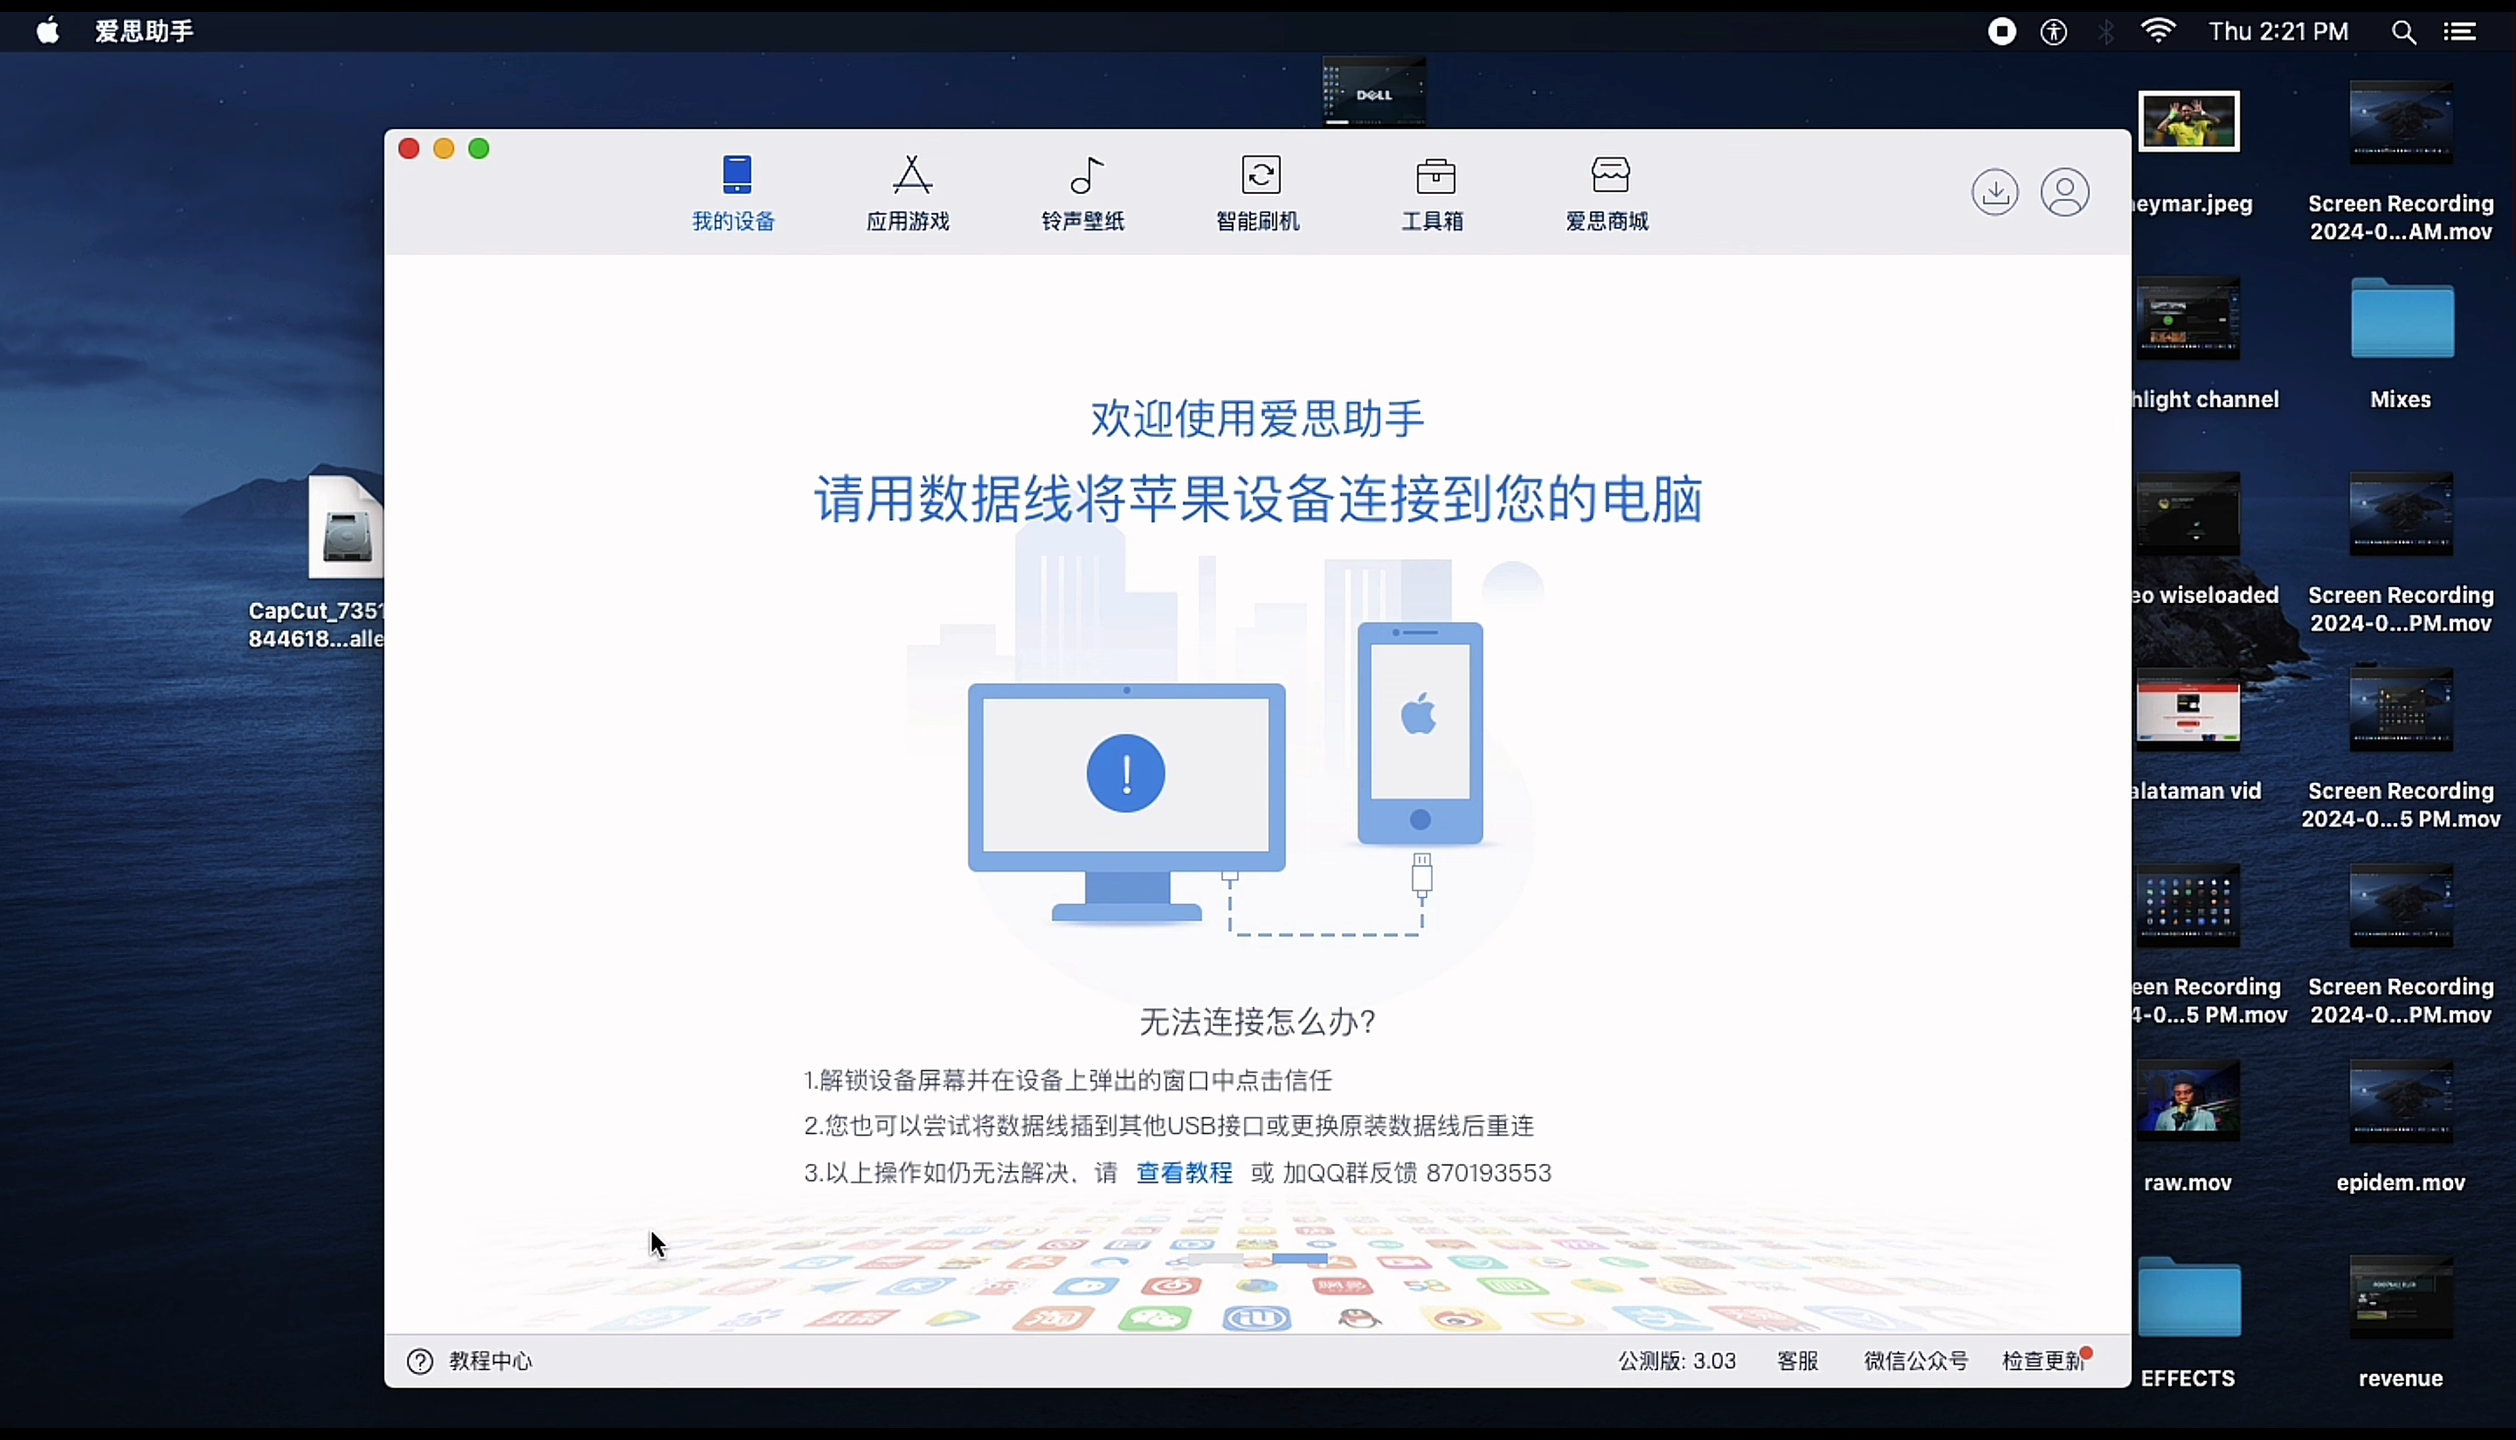 爱思助手
Thu 2:21 PM
DELL
我的设备
应用游戏
铃声壁纸
智能刷机
工具箱
爱思商城
欢迎使用爱思助手
请用数据线将苹果设备连接到您的电脑
无法连接怎么办?
1.解锁设备屏幕并在设备上弹出的窗口中点击信任
2.您也可以尝试将数据线插到其他USB接口或更换原装数据线后重连
3.以上操作如仍无法解决、请 查看教程 或 加QQ群反馈 870193553
教程中心
公测版: 3.03
客服
微信公众号
检查更新
CapCut_7351
844618...alle
eymar.jpeg
Screen Recording
2024-0...AM.mov
hlight channel
Mixes
eo wiseloaded
Screen Recording
2024-0...PM.mov
alataman vid
Screen Recording
2024-0...5 PM.mov
een Recording
4-0...5 PM.mov
Screen Recording
2024-0...PM.mov
raw.mov
epidem.mov
EFFECTS
revenue